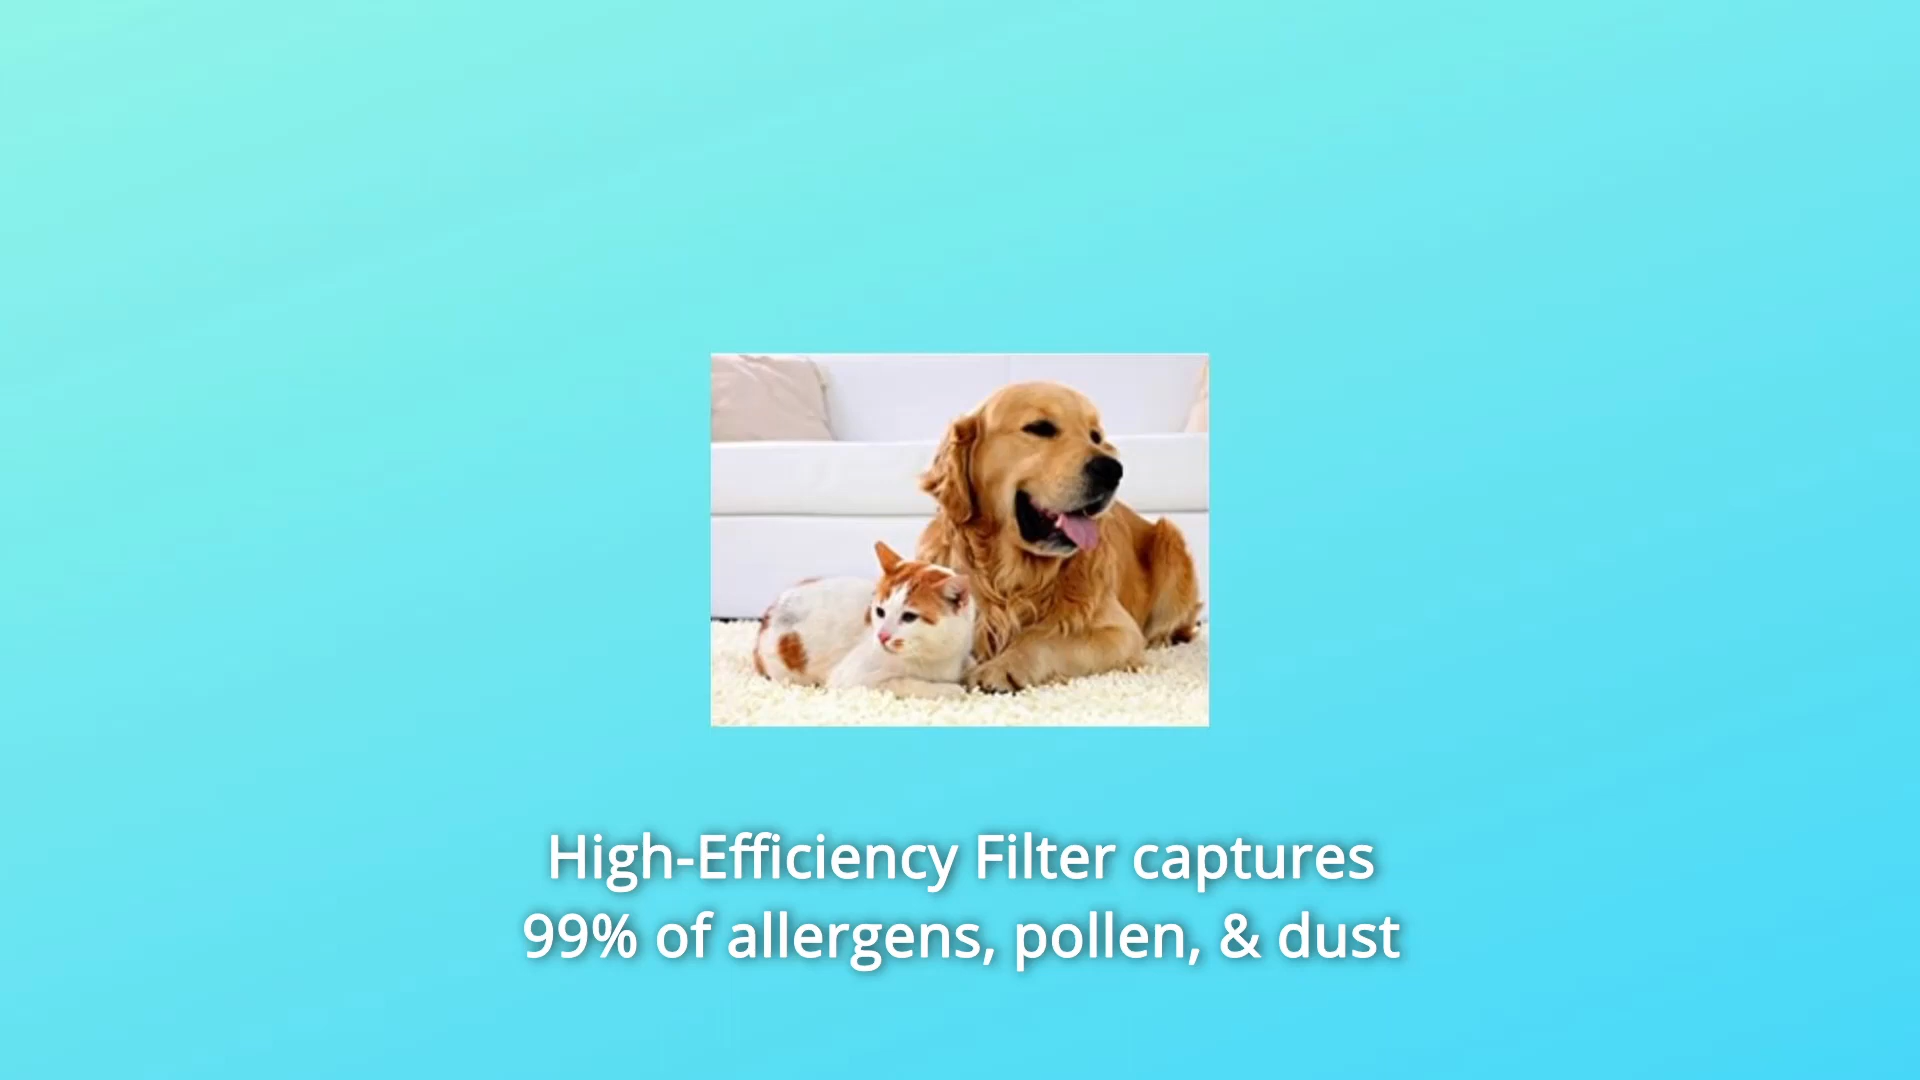 High-Efficiency Filter captures
99% of allergens, pollen, & dust